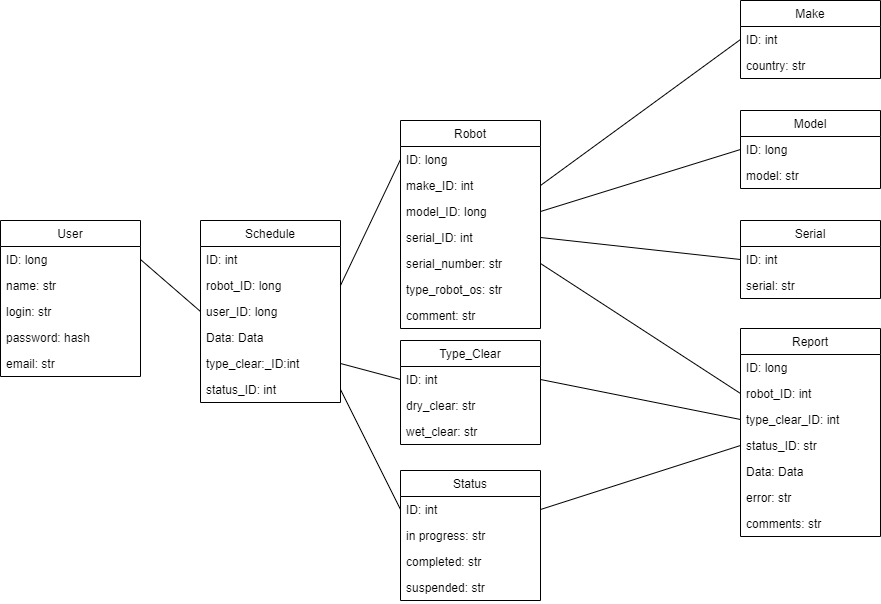 User
ID: long
name: str
login: str
password: hash
email: str
Schedule
ID: int
robot_ID: long
user_ID: long
Data: Data
type_clear:_ID:int
status_ID: int
Robot
ID: long
make_ID: int
model_ID: long
serial_ID: int
serial_number: str
type_robot_os: str
comment: str
Type_Clear
ID: int
dry_clear: str
wet_clear: str
Status
ID: int
in progress: str
completed: str
suspended: str
Make
ID: int
country: str
Model
ID: long
model: str
Serial
ID: int
serial: str
Report
ID: long
robot_ID: int
type_clear_ID: int
status_ID: str
Data: Data
error: str
comments: str